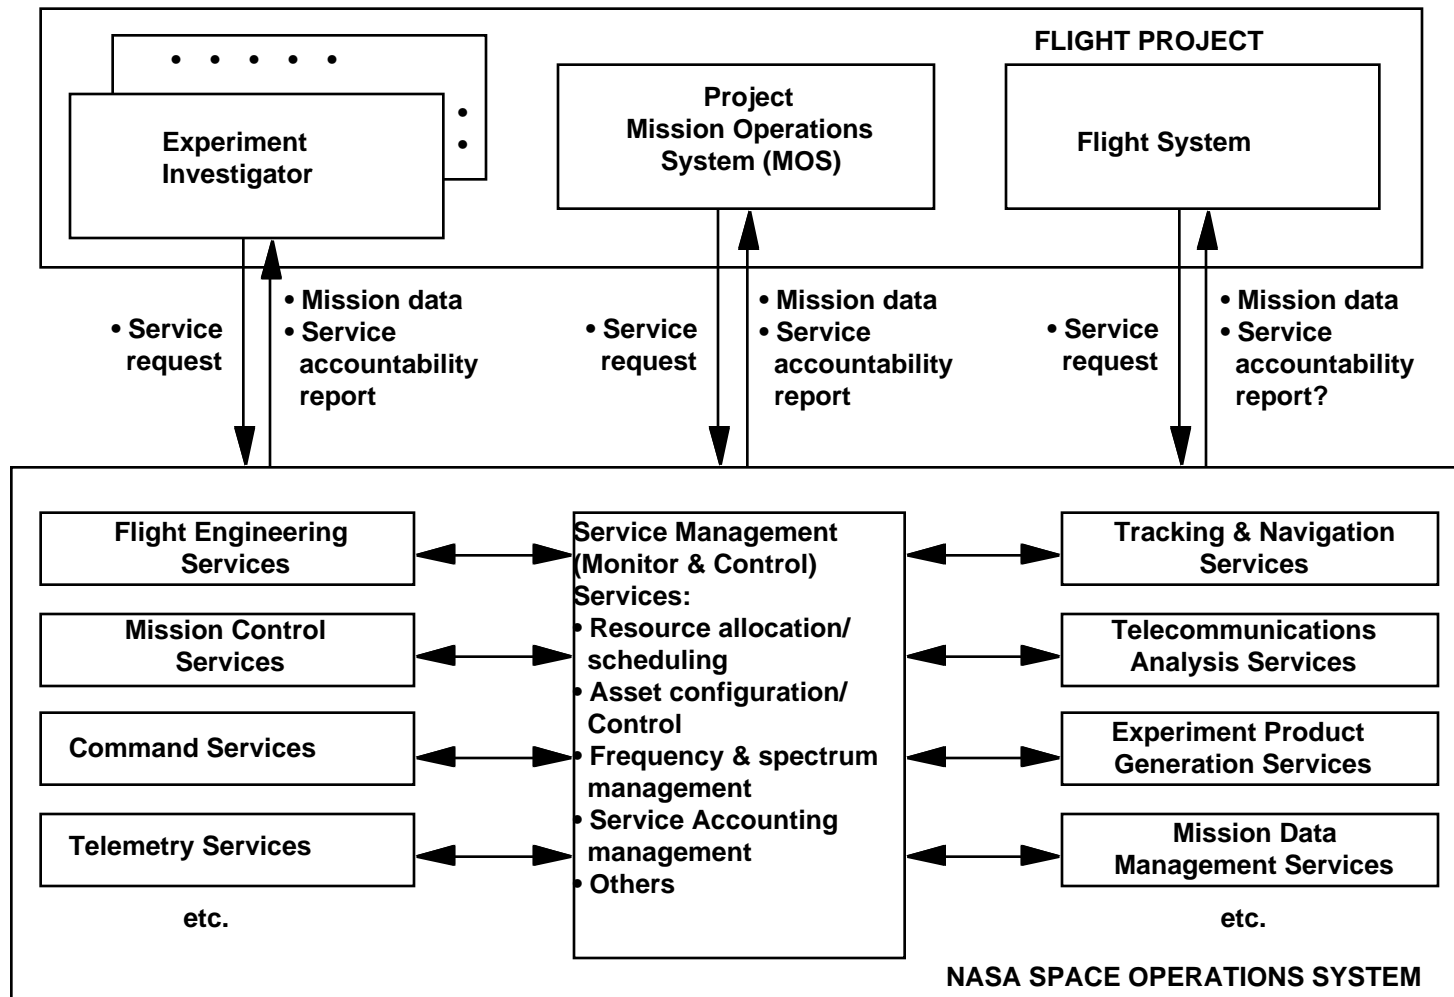 FLIGHT PROJECT
Experiment
Investigator
Project
Mission Operations
System (MOS)
Flight System
• Service
request
• Mission data
• Service
accountability
report
• Service
request
• Mission data
• Service
accountability
report
• Service
request
• Mission data
• Service
accountability
report?
Flight Engineering
Services
Mission Control
Services
Command Services
Telemetry Services
etc.
Service Management
(Monitor & Control)
Services:
• Resource allocation/
scheduling
• Asset configuration/
Control
• Frequency & spectrum
management
• Service Accounting
management
• Others
Tracking & Navigation
Services
Telecommunications
Analysis Services
Experiment Product
Generation Services
Mission Data
Management Services
etc.
NASA SPACE OPERATIONS SYSTEM